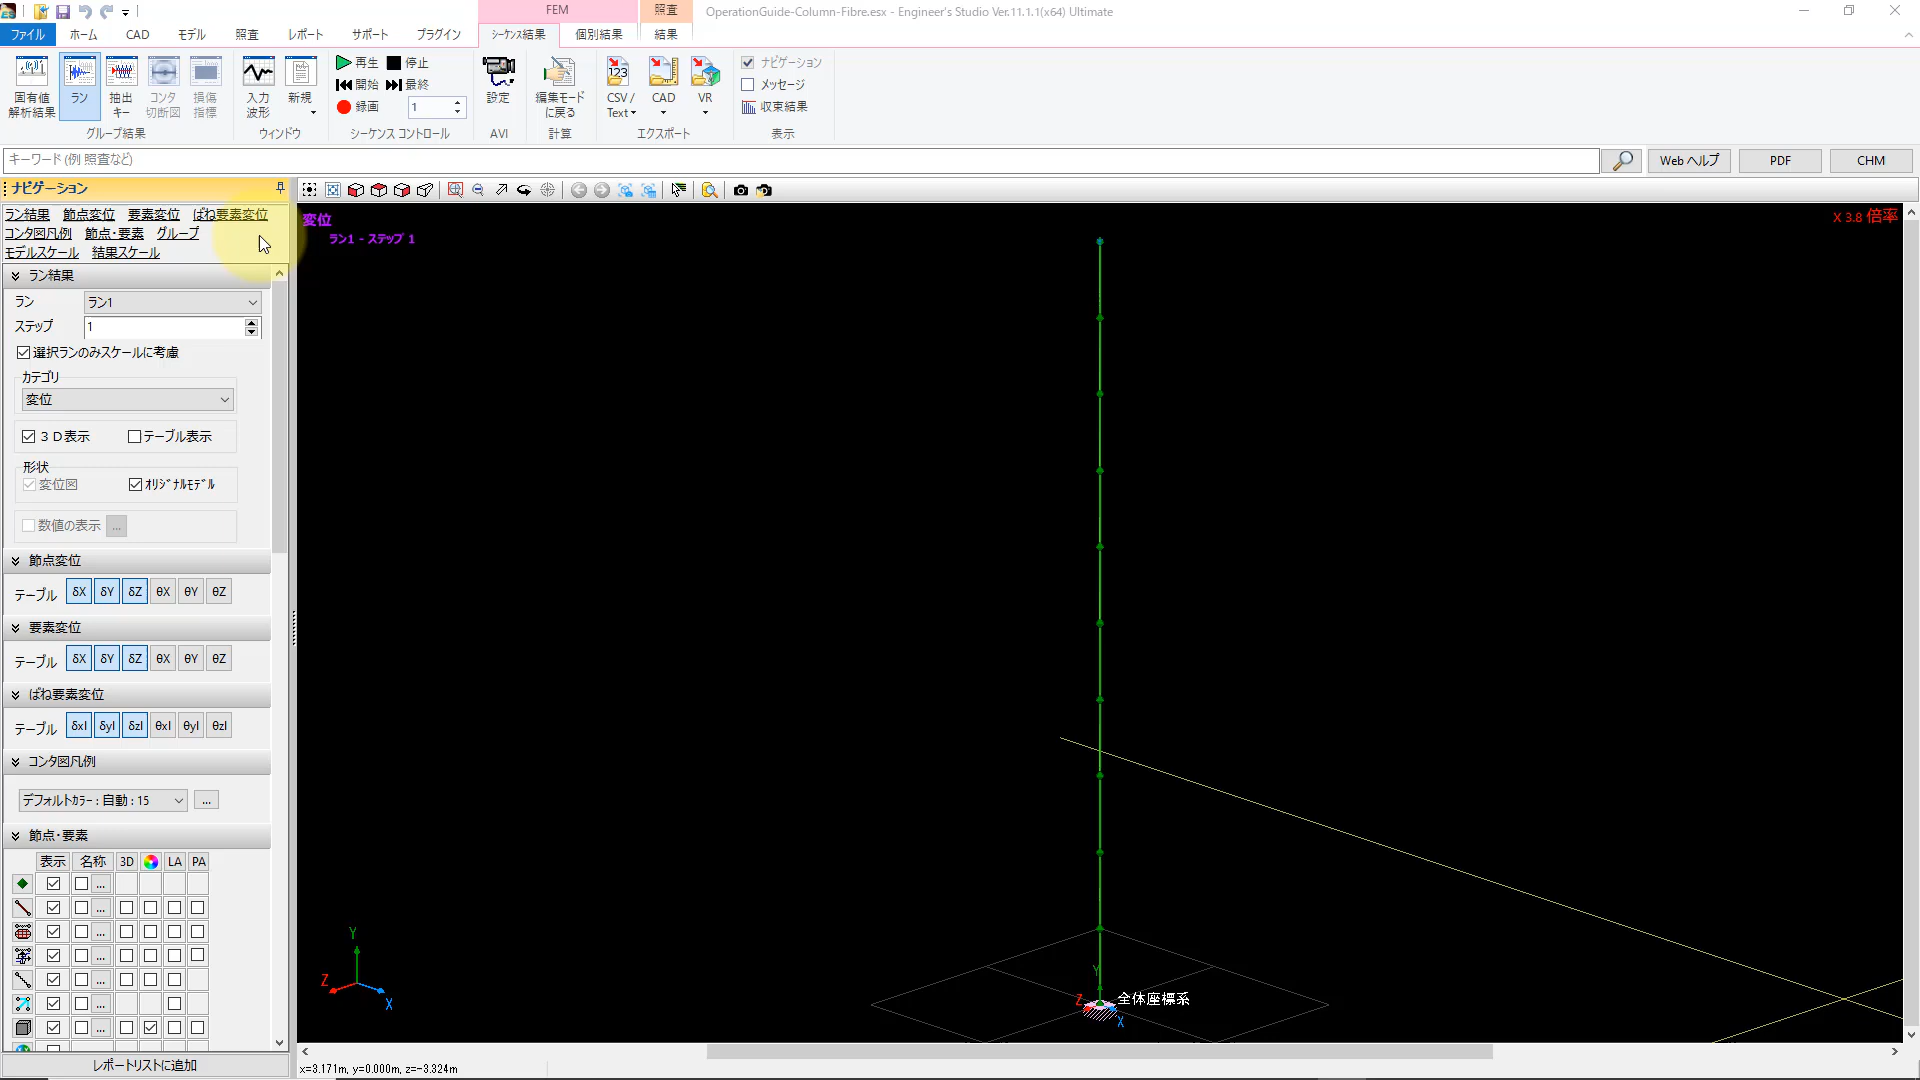 FEM 照査 OperationGuide-Column-Fibre.esx - Engineer's Studio Ver.11.1.1(x64) Ultimate
ファイル ホーム CAD モデル 照査 レポート サポート プラグイン シーケンス結果 個別結果 結果
固有値解析結果
ラン
抽出キー
コンタ切断図
損傷指標
グループ結果
入力波形
新規
ウィンドウ
再生 停止
開始 最終
録画 1
シーケンス コントロール
設定
AVI
編集モードに戻る
計算
CSV/Text
CAD
VR
エクスポート
ナビゲーション
メッセージ
収束結果
表示
キーワード (例 照査など) Web ヘルプ PDF CHM
ナビゲーション
ラン結果 節点変位 要素変位 ばね要素変位
コンタ図凡例 節点・要素 グループ
モデルスケール 結果スケール
ラン結果
ラン ラン1
ステップ 1
選択ランのみスケールに考慮
カテゴリ
変位
3D表示 テーブル表示
形状
変位図 オリジナルモデル
数値の表示 ...
節点変位
テーブル δX δY δZ θX θY θZ
要素変位
テーブル δX δY δZ θX θY θZ
ばね要素変位
テーブル δxl δyl δzl θxl θyl θzl
コンタ図凡例
デフォルトカラー : 自動 : 15 ...
節点・要素
表示 名称 3D LA PA
...
...
...
...
...
...
...
レポートリストに追加
変位
ラン1 - ステップ 1
X 3.8 倍率
Y
Z
X
Y
Z 全体座標系
X
x=3.171m, y=0.000m, z=-3.324m